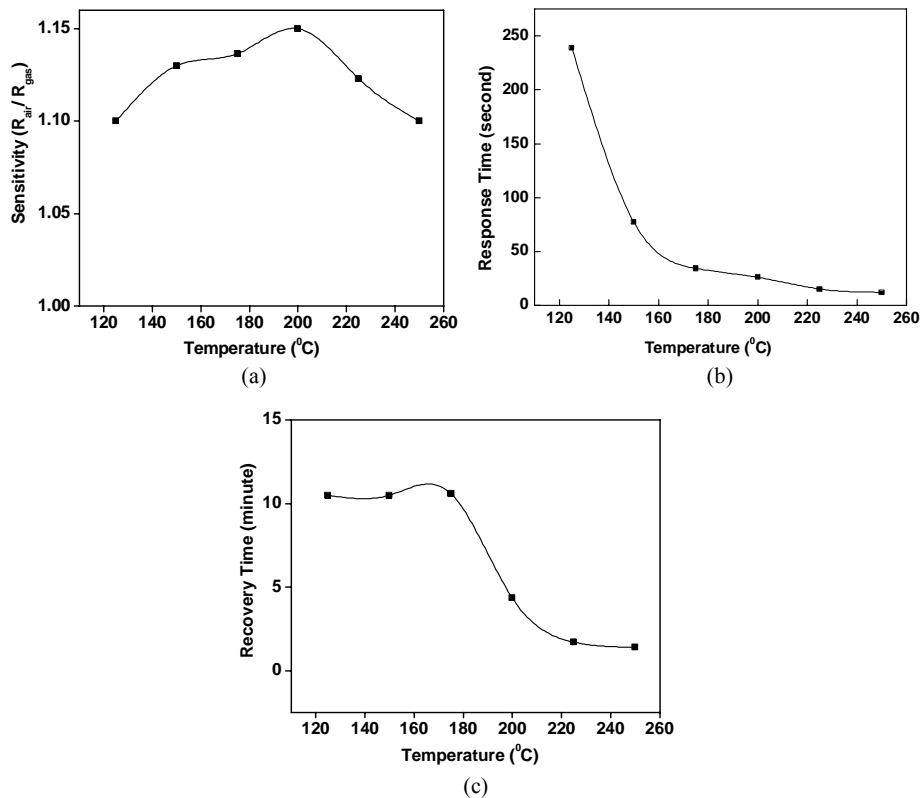 Sensitivity (Rair/ Rgas)
1.15
1.10
1.05
1.00
120 140 160 180 200 220 240 260
Temperature (⁰C)
(a)
Response Time (second)
250
200
150
100
50
0
120 140 160 180 200 220 240 260
Temperature (⁰C)
(b)
Recovery Time (minute)
15
10
5
0
120 140 160 180 200 220 240 260
Temperature (⁰C)
(c)